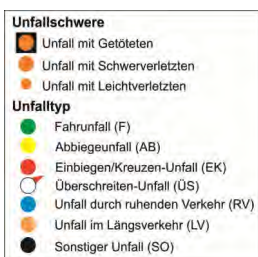 Unfallschwere
Unfall mit Getöteten
Unfall mit Schwerverletzten
Unfall mit Leichtverletzten
Unfalltyp
Fahrunfall (F)
Abbiegeunfall (AB)
Einbiegen/Kreuzen-Unfall (EK)
Überschreiten-Unfall (ÜS)
Unfall durch ruhenden Verkehr (RV)
Unfall im Längsverkehr (LV)
Sonstiger Unfall (SO)